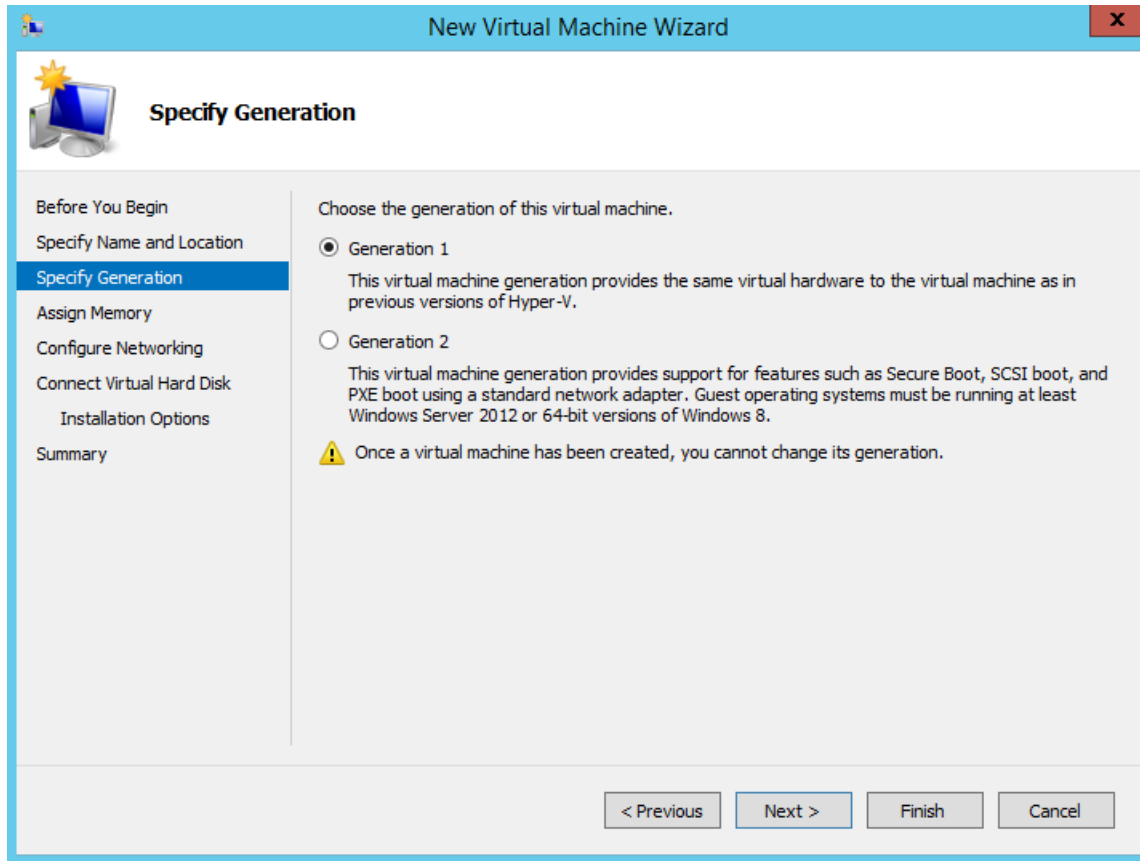 New Virtual Machine Wizard
x
Specify Generation
Before You Begin
Specify Name and Location
Specify Generation
Assign Memory
Configure Networking
Connect Virtual Hard Disk
Installation Options
Summary
Choose the generation of this virtual machine.
Generation 1
This virtual machine generation provides the same virtual hardware to the virtual machine as in
previous versions of Hyper-V.
Generation 2
This virtual machine generation provides support for features such as Secure Boot, SCSI boot, and
PXE boot using a standard network adapter. Guest operating systems must be running at least
Windows Server 2012 or 64-bit versions of Windows 8.
Once a virtual machine has been created, you cannot change its generation.
< Previous
Next >
Finish
Cancel